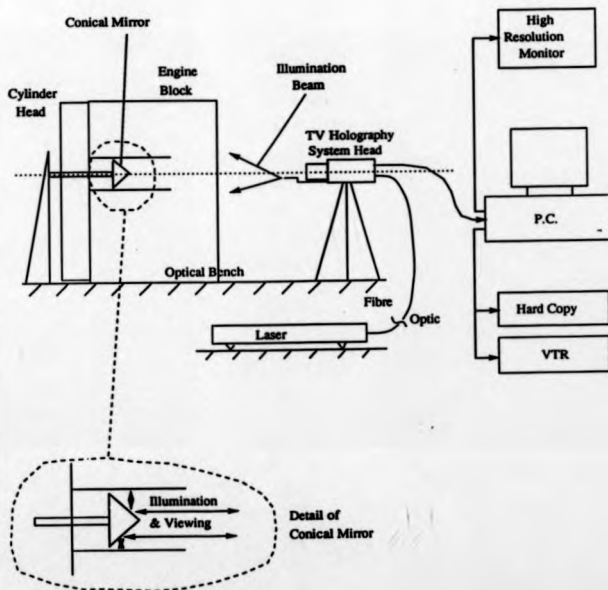 Conical Mirror
High
Resolution
Monitor
Engine
Block
Illumination
Beam
Cylinder
Head
TV Holography
System Head
P.C.
Optical Bench
Fibre
Optic
Hard Copy
Laser
VTR
Illumination
& Viewing
Detail of
Conical Mirror